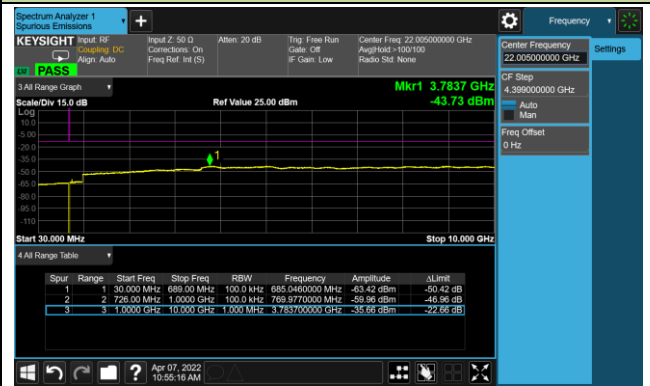 Spectrum Analyzer 1
Spurious Emissions
Frequency
KEYSIGHT
Input: RF
Coupling: DC
Align: Auto
Input Z: 50 Ω
Corrections: On
Freq Ref: Int (S)
Atten: 20 dB
Trig: Free Run
Gate: Off
IF Gain: Low
Center Freq: 22.005000000 GHz
Avg|Hold:>100/100
Radio Std: None
PASS
Center Frequency
22.005000000 GHz
Settings
CF Step
4.399000000 GHz
Auto
Man
Freq Offset
0 Hz
3 All Range Graph
Mkr1 3.7837 GHz
Scale/Div 15.0 dB
Ref Value 25.00 dBm
-43.73 dBm
Log
10.0
-5.00
-20.0
-35.0
-50.0
-65.0
-80.0
-95.0
-110
1
Start 30.000 MHz
Stop 10.000 GHz
4 All Range Table
Spur Range Start Freq Stop Freq RBW Frequency Amplitude ΔLimit
1 1 30.000 MHz 689.00 MHz 100.0 kHz 685.0460000 MHz -63.42 dBm -50.42 dB
2 2 726.00 MHz 1.0000 GHz 100.0 kHz 769.9770000 MHz -59.96 dBm -46.96 dB
3 3 1.0000 GHz 10.000 GHz 1.000 MHz 3.783700000 GHz -35.66 dBm -22.66 dB
Apr 07, 2022
10:55:16 AM